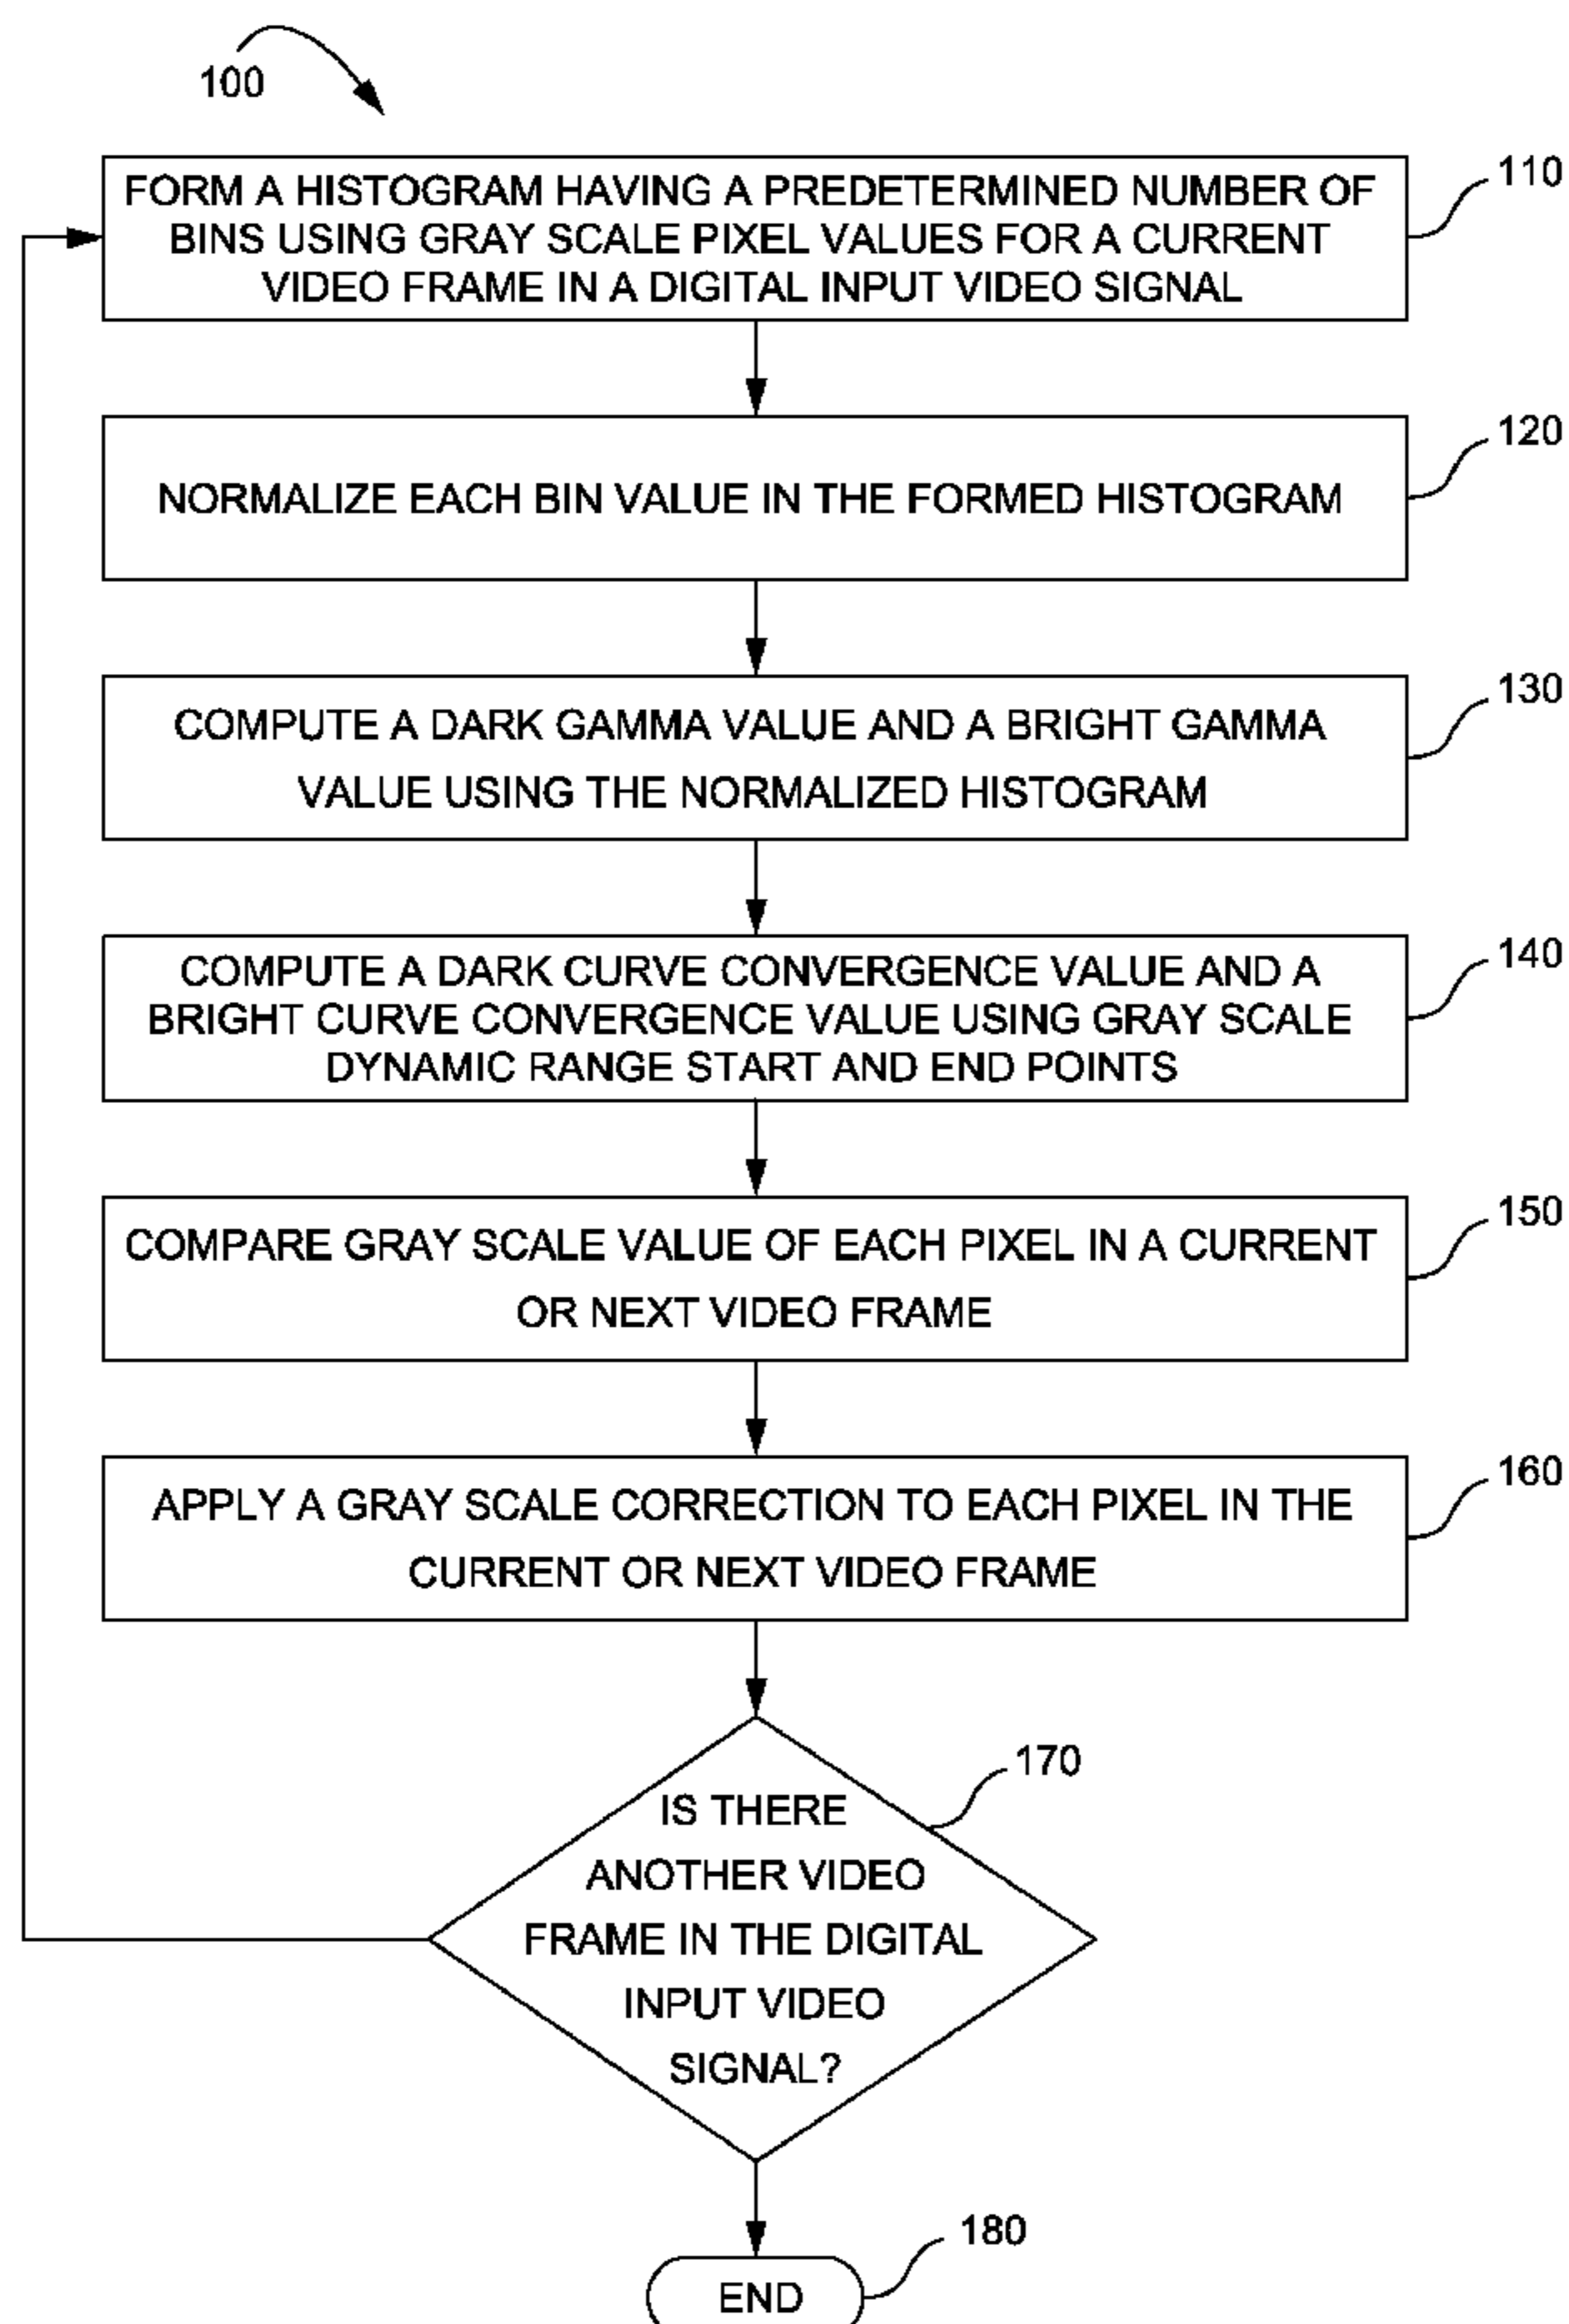 100
FORM A HISTOGRAM HAVING A PREDETERMINED NUMBER OF
BINS USING GRAY SCALE PIXEL VALUES FOR A CURRENT
VIDEO FRAME IN A DIGITAL INPUT VIDEO SIGNAL
110
NORMALIZE EACH BIN VALUE IN THE FORMED HISTOGRAM
120
COMPUTE A DARK GAMMA VALUE AND A BRIGHT GAMMA
VALUE USING THE NORMALIZED HISTOGRAM
130
COMPUTE A DARK CURVE CONVERGENCE VALUE AND A
BRIGHT CURVE CONVERGENCE VALUE USING GRAY SCALE
DYNAMIC RANGE START AND END POINTS
140
COMPARE GRAY SCALE VALUE OF EACH PIXEL IN A CURRENT
OR NEXT VIDEO FRAME
150
APPLY A GRAY SCALE CORRECTION TO EACH PIXEL IN THE
CURRENT OR NEXT VIDEO FRAME
160
IS THERE
ANOTHER VIDEO
FRAME IN THE DIGITAL
INPUT VIDEO
SIGNAL?
170
END
180